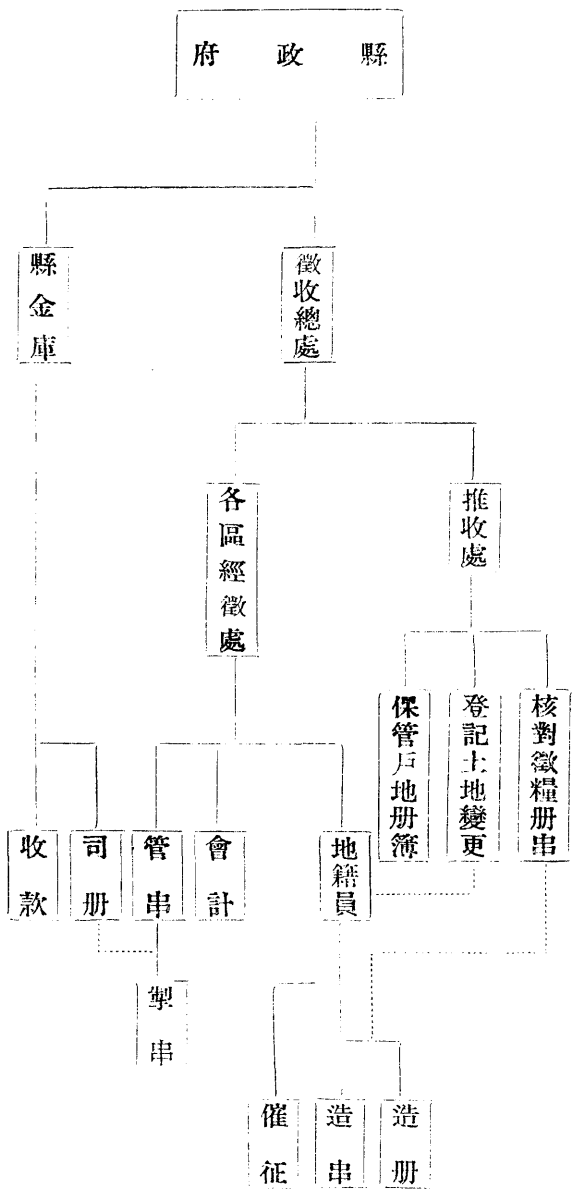 縣政府
徵收總處
縣金庫
推收處
各區經徵處
核對徵糧册串
登記土地變更
保管戶地册簿
地籍員
會計
管串
司册
收款
掣串
造册
造串
催征